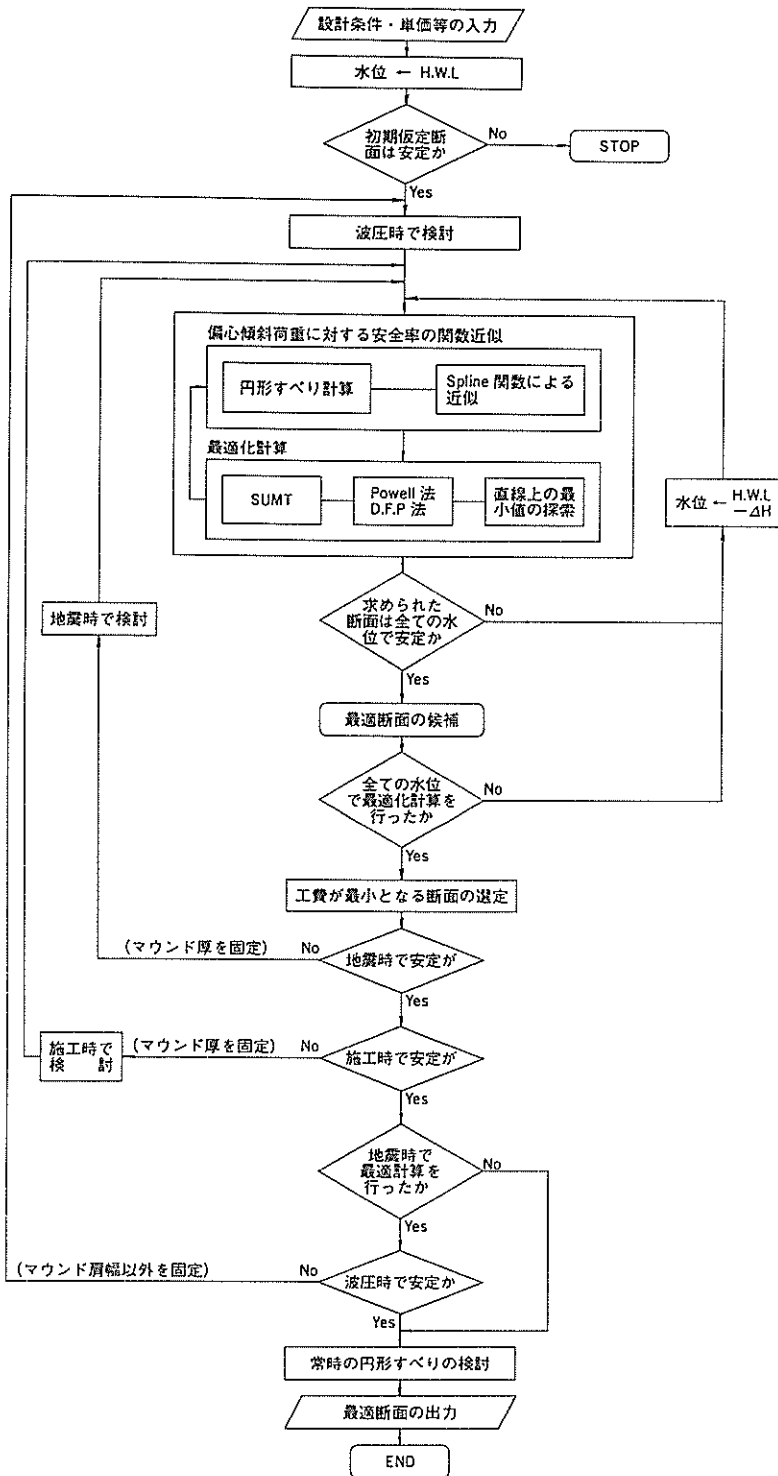 設計条件・単価等の入力
水位 ← H.W.L
初期仮定断
面は安定か
No
STOP
Yes
波圧時で検討
偏心傾斜荷重に対する安全率の関数近似
円形すべり計算
Spline 関数による
近似
最適化計算
SUMT
Powell 法
D.F.P 法
直線上の最
小値の探索
水位 ← H.W.L
－ΔH
地震時で検討
求められた
断面は全ての水
位で安定か
No
Yes
最適断面の候補
全ての水位
で最適化計算を
行ったか
No
Yes
工費が最小となる断面の選定
(マウンド厚を固定)
No
地震時で安定が
Yes
施工時で
検 討
(マウンド厚を固定)
No
施工時で安定が
Yes
地震時で
最適計算を
行ったか
No
Yes
(マウンド肩幅以外を固定)
No
波圧時で安定か
Yes
常時の円形すべりの検討
最適断面の出力
END